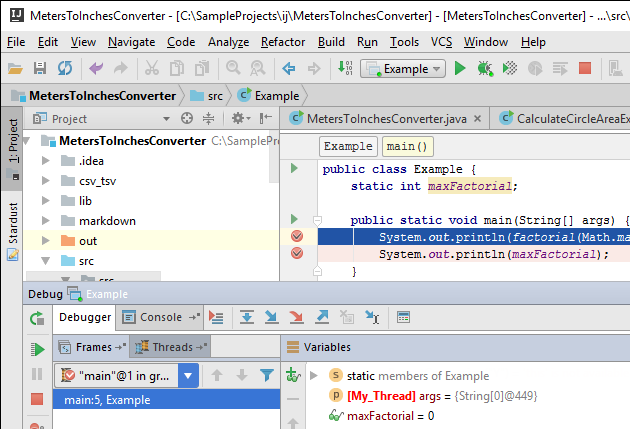 MetersToInchesConverter - [C:\SampleProjects\ij\MetersToInchesConverter] - [MetersToInchesConverter] - ...\src\
File Edit View Navigate Code Analyze Refactor Build Run Tools VCS Window Help
Example
MetersToInchesConverter src Example
1: Project
Stardust
Project
MetersToInchesConverter C:\SamplePr
.idea
csv_tsv
lib
markdown
out
src
src
MetersToInchesConverter.java CalculateCircleAreaEx
Example main()
public class Example {
static int maxFactorial;
public static void main(String[] args) {
System.out.println(factorial(Math.ma
System.out.println(maxFactorial);
}
Debug Example
Debugger Console
Frames Threads
"main"@1 in gr...
main:5, Example
Variables
static members of Example
[My_Thread] args = {String[0]@449}
maxFactorial = 0